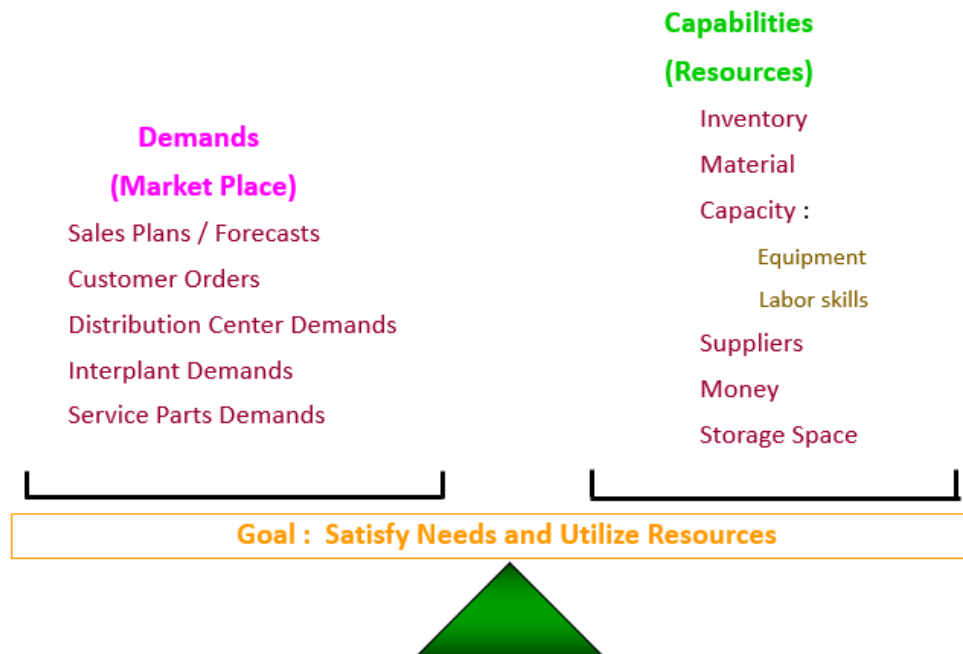 Demands
(Market Place)
Sales Plans / Forecasts
Customer Orders
Distribution Center Demands
Interplant Demands
Service Parts Demands
Capabilities
(Resources)
Inventory
Material
Capacity :
Equipment
Labor skills
Suppliers
Money
Storage Space
Goal : Satisfy Needs and Utilize Resources